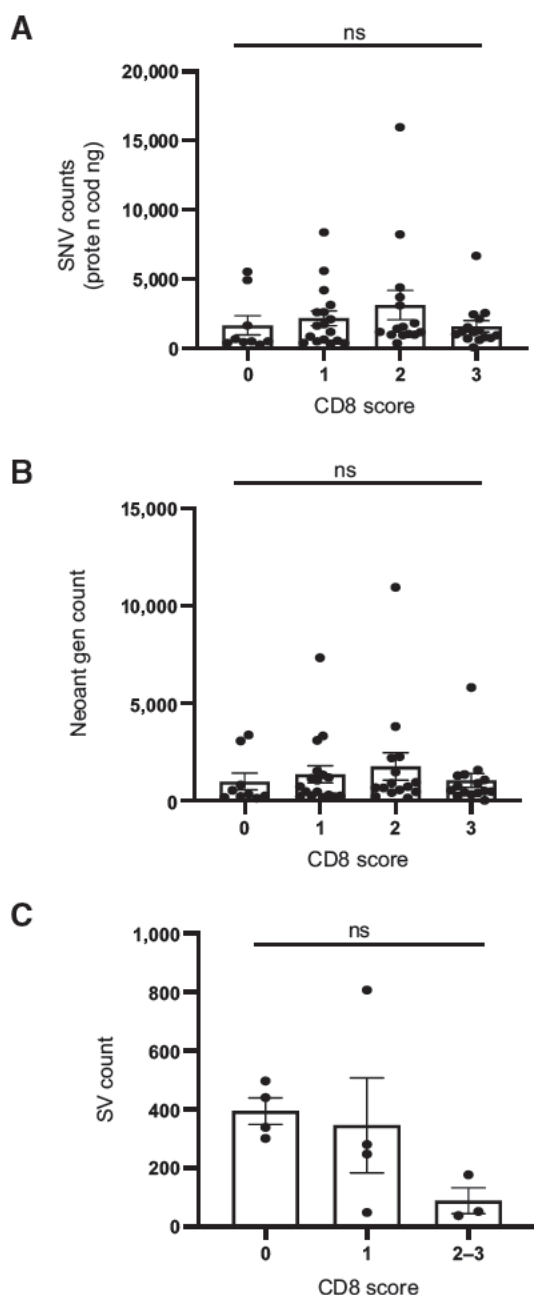 A
ns
20,000
15,000
10,000
5,000
0
SNV counts
(prote n cod ng)
0 1 2 3
CD8 score
B
ns
15,000
10,000
5,000
0
Neoant gen count
0 1 2 3
CD8 score
C
ns
1,000
800
600
400
200
0
SV count
0 1 2–3
CD8 score